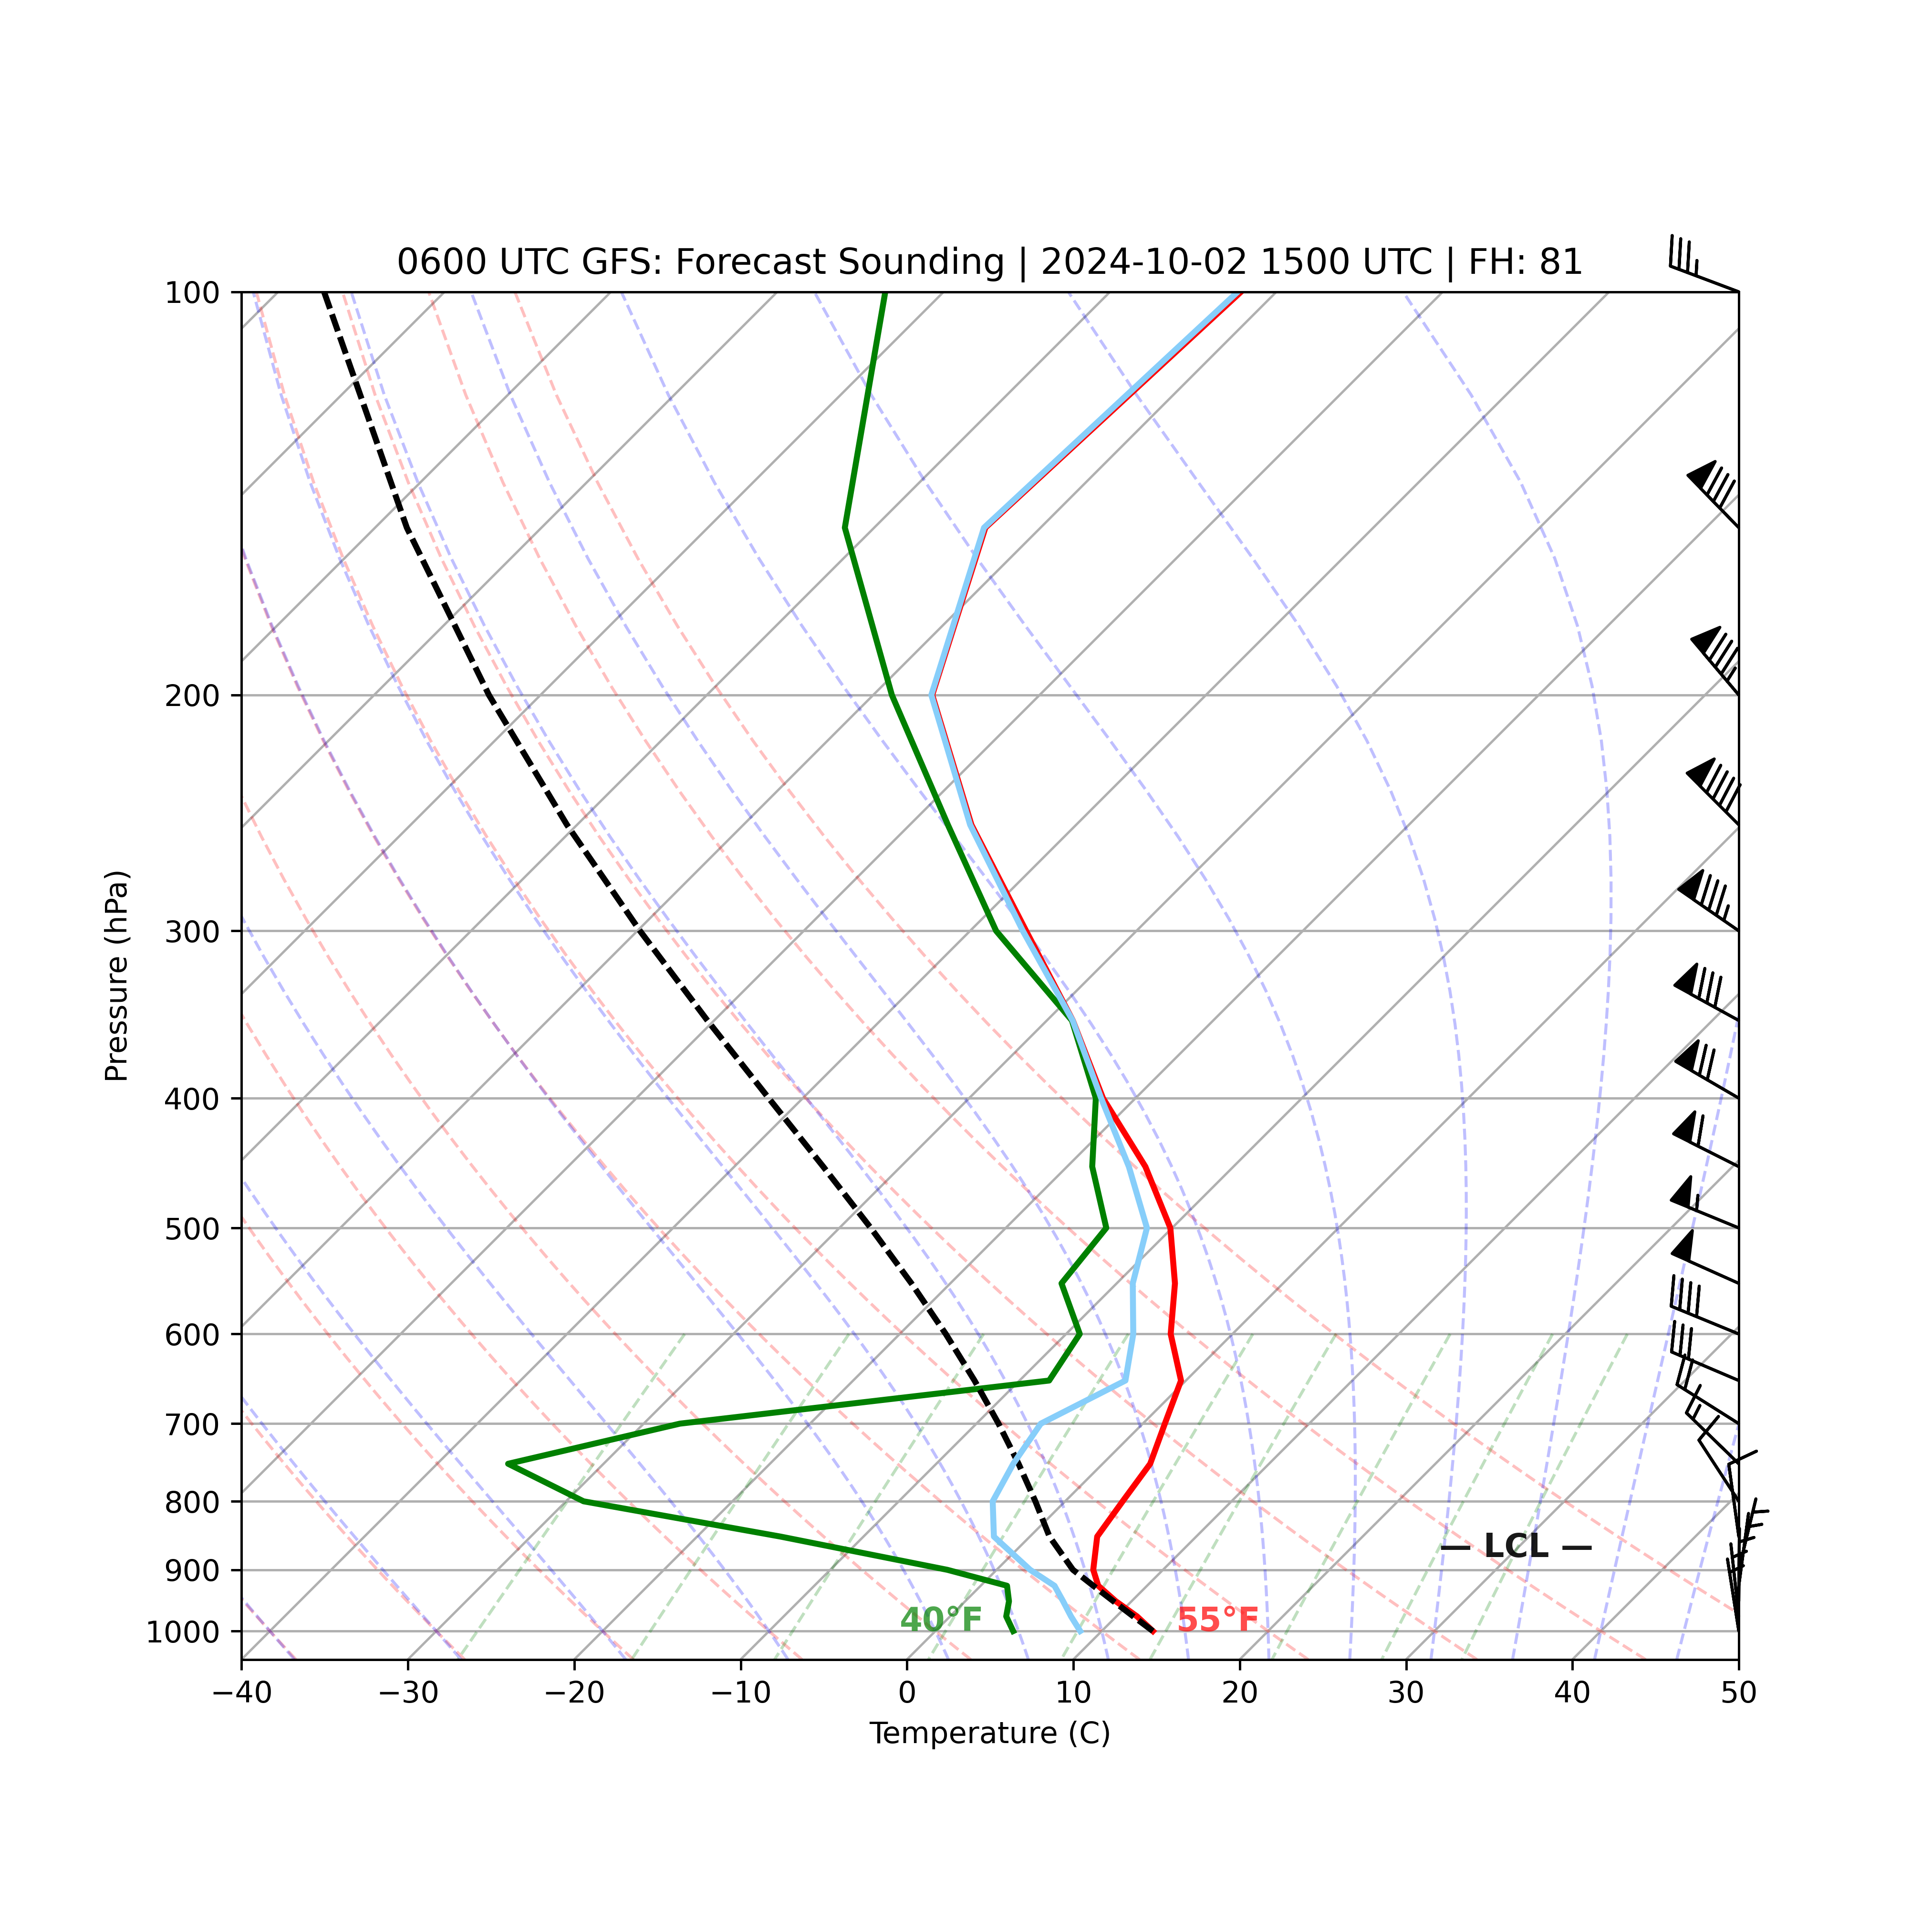 0600 UTC GFS: Forecast Sounding | 2024-10-02 1500 UTC | FH: 81
100
200
300
400
500
600
700
800
900
1000
Pressure (hPa)
— LCL —
40°F
55°F
−40 −30 −20 −10 0 10 20 30 40 50
Temperature (C)